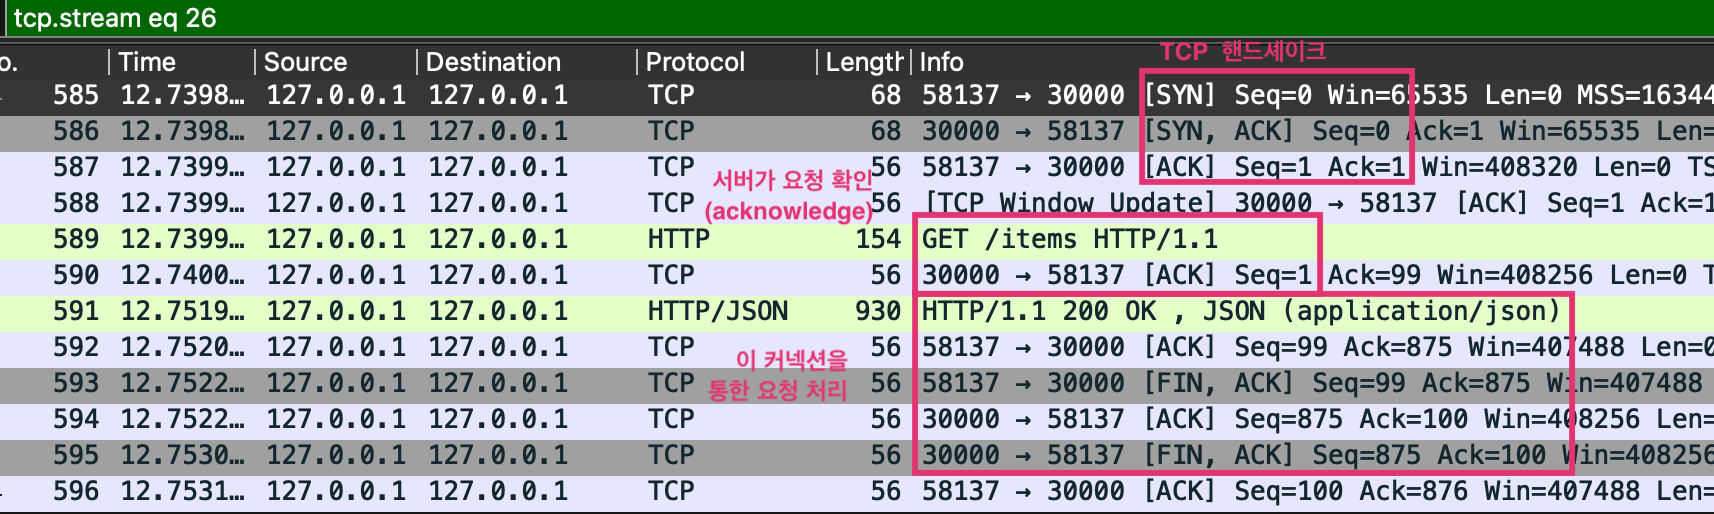 tcp.stream eq 26
o. Time Source Destination Protocol Length Info
TCP 핸드셰이크
585 12.7398… 127.0.0.1 127.0.0.1 TCP 68 58137 → 30000 [SYN] Seq=0 Win=65535 Len=0 MSS=16344
586 12.7398… 127.0.0.1 127.0.0.1 TCP 68 30000 → 58137 [SYN, ACK] Seq=0 Ack=1 Win=65535 Len=
587 12.7399… 127.0.0.1 127.0.0.1 TCP 56 58137 → 30000 [ACK] Seq=1 Ack=1 Win=408320 Len=0 TS
서버가 요청 확인
(acknowledge)
588 12.7399… 127.0.0.1 127.0.0.1 TCP 56 [TCP Window Update] 30000 → 58137 [ACK] Seq=1 Ack=1
589 12.7399… 127.0.0.1 127.0.0.1 HTTP 154 GET /items HTTP/1.1
590 12.7400… 127.0.0.1 127.0.0.1 TCP 56 30000 → 58137 [ACK] Seq=1 Ack=99 Win=408256 Len=0 T
591 12.7519… 127.0.0.1 127.0.0.1 HTTP/JSON 930 HTTP/1.1 200 OK , JSON (application/json)
592 12.7520… 127.0.0.1 127.0.0.1 TCP 56 58137 → 30000 [ACK] Seq=99 Ack=875 Win=407488 Len=0
이 커넥션을
통한 요청 처리
593 12.7522… 127.0.0.1 127.0.0.1 TCP 56 58137 → 30000 [FIN, ACK] Seq=99 Ack=875 Win=407488
594 12.7522… 127.0.0.1 127.0.0.1 TCP 56 30000 → 58137 [ACK] Seq=875 Ack=100 Win=408256 Len=
595 12.7530… 127.0.0.1 127.0.0.1 TCP 56 30000 → 58137 [FIN, ACK] Seq=875 Ack=100 Win=408256
596 12.7531… 127.0.0.1 127.0.0.1 TCP 56 58137 → 30000 [ACK] Seq=100 Ack=876 Win=407488 Len=